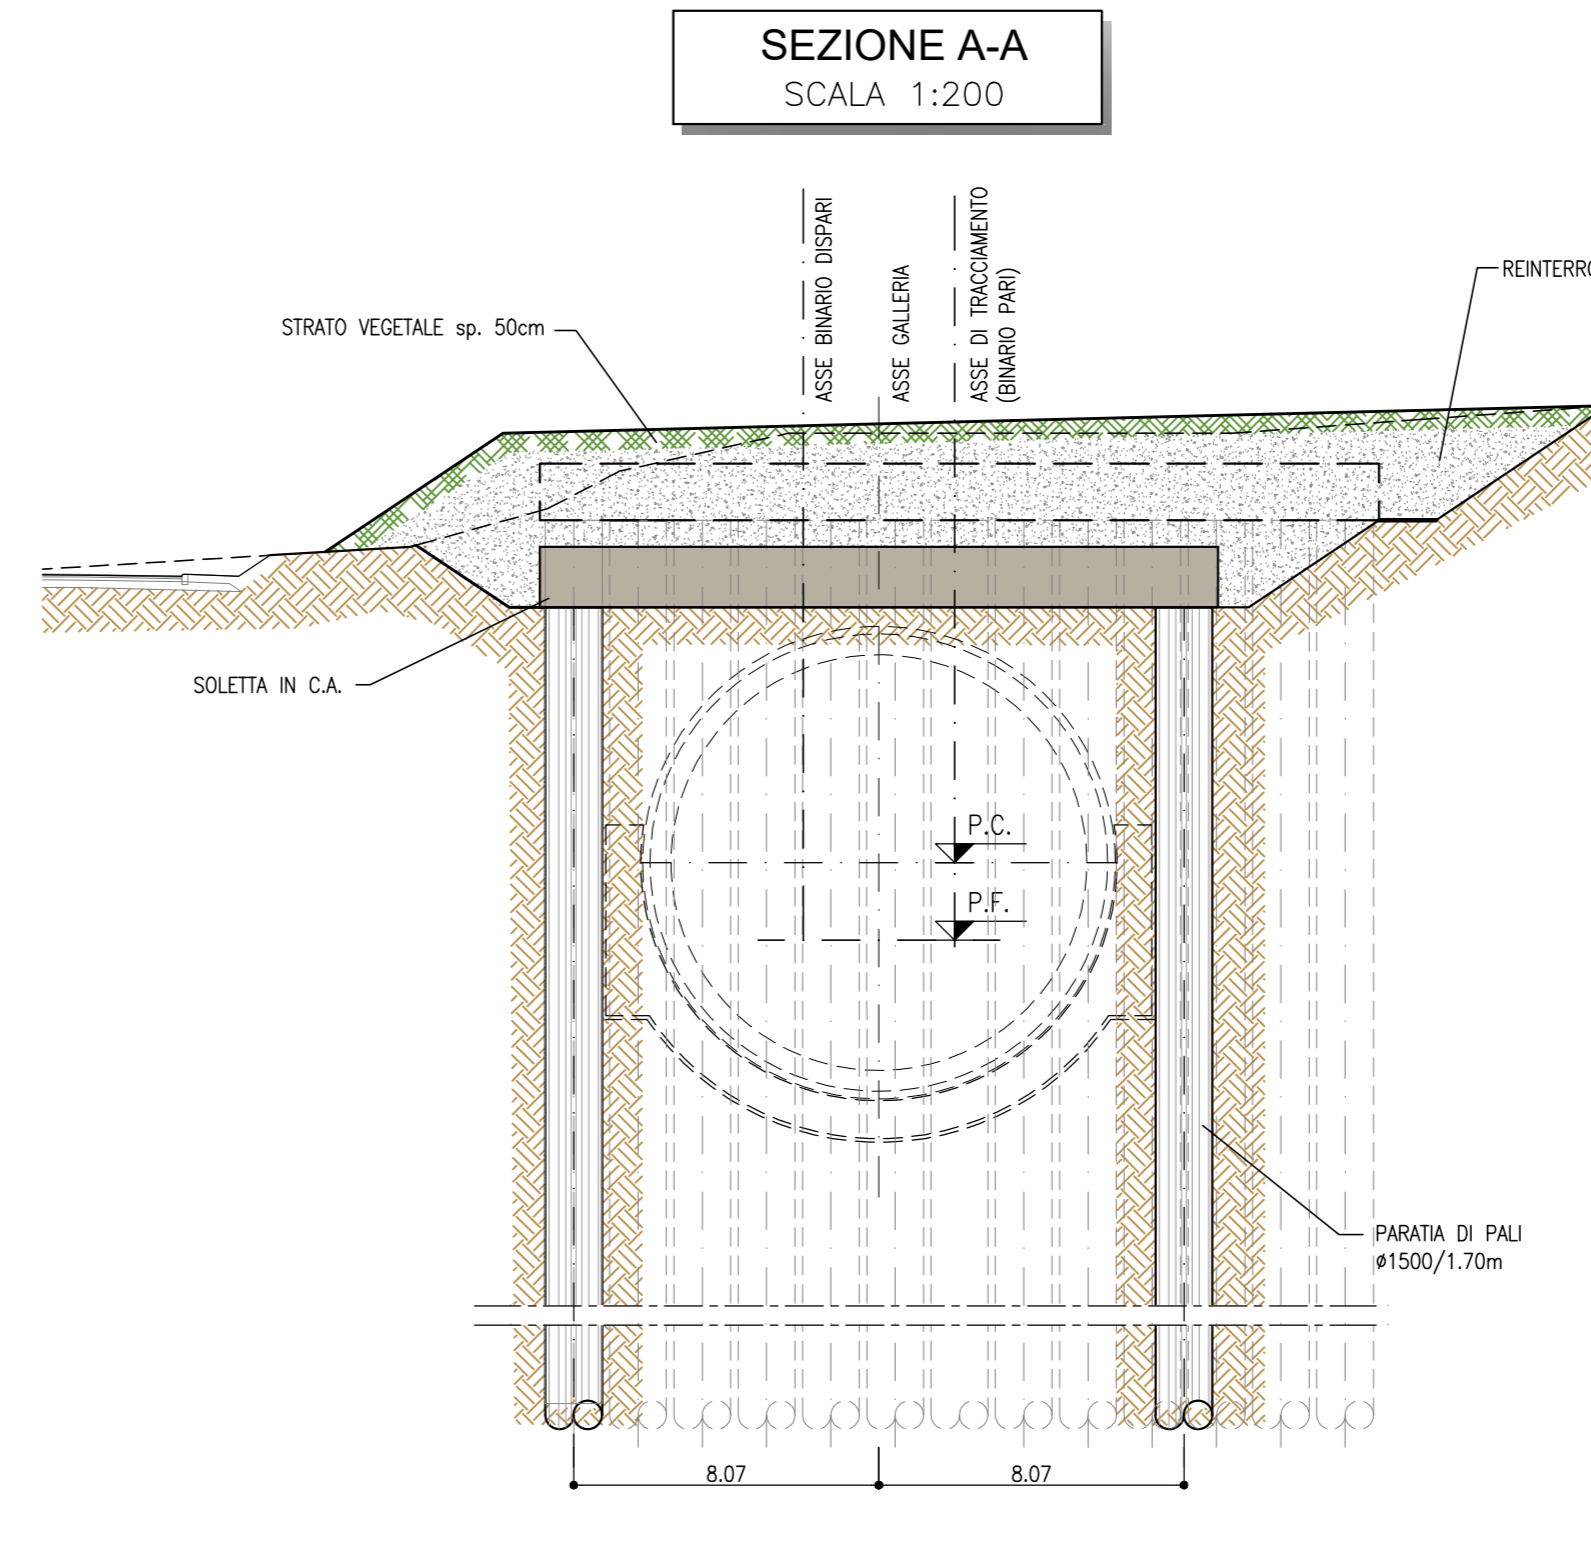 SEZIONE A-A
SCALA 1:200
ASSE BINARIO DISPARI
ASSE GALLERIA
ASSE DI TRACCIAMENTO
(BINARIO PARI)
REINTERRO
STRATO VEGETALE sp. 50cm
SOLETTA IN C.A.
P.C.
P.F.
PARATIA DI PALI
ø1500/1.70m
8.07
8.07